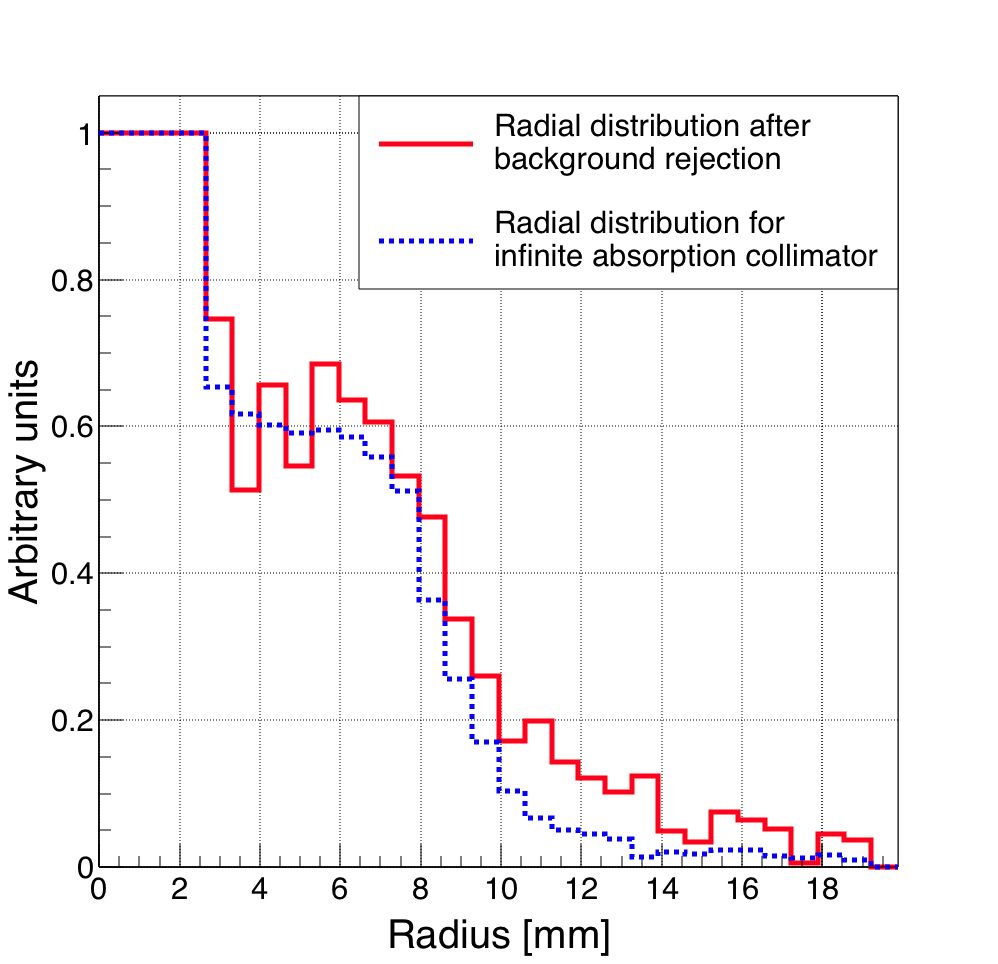 Radial distribution after
background rejection
Radial distribution for
infinite absorption collimator
Arbitrary units
1
0.8
0.6
0.4
0.2
0
0 2 4 6 8 10 12 14 16 18
Radius [mm]